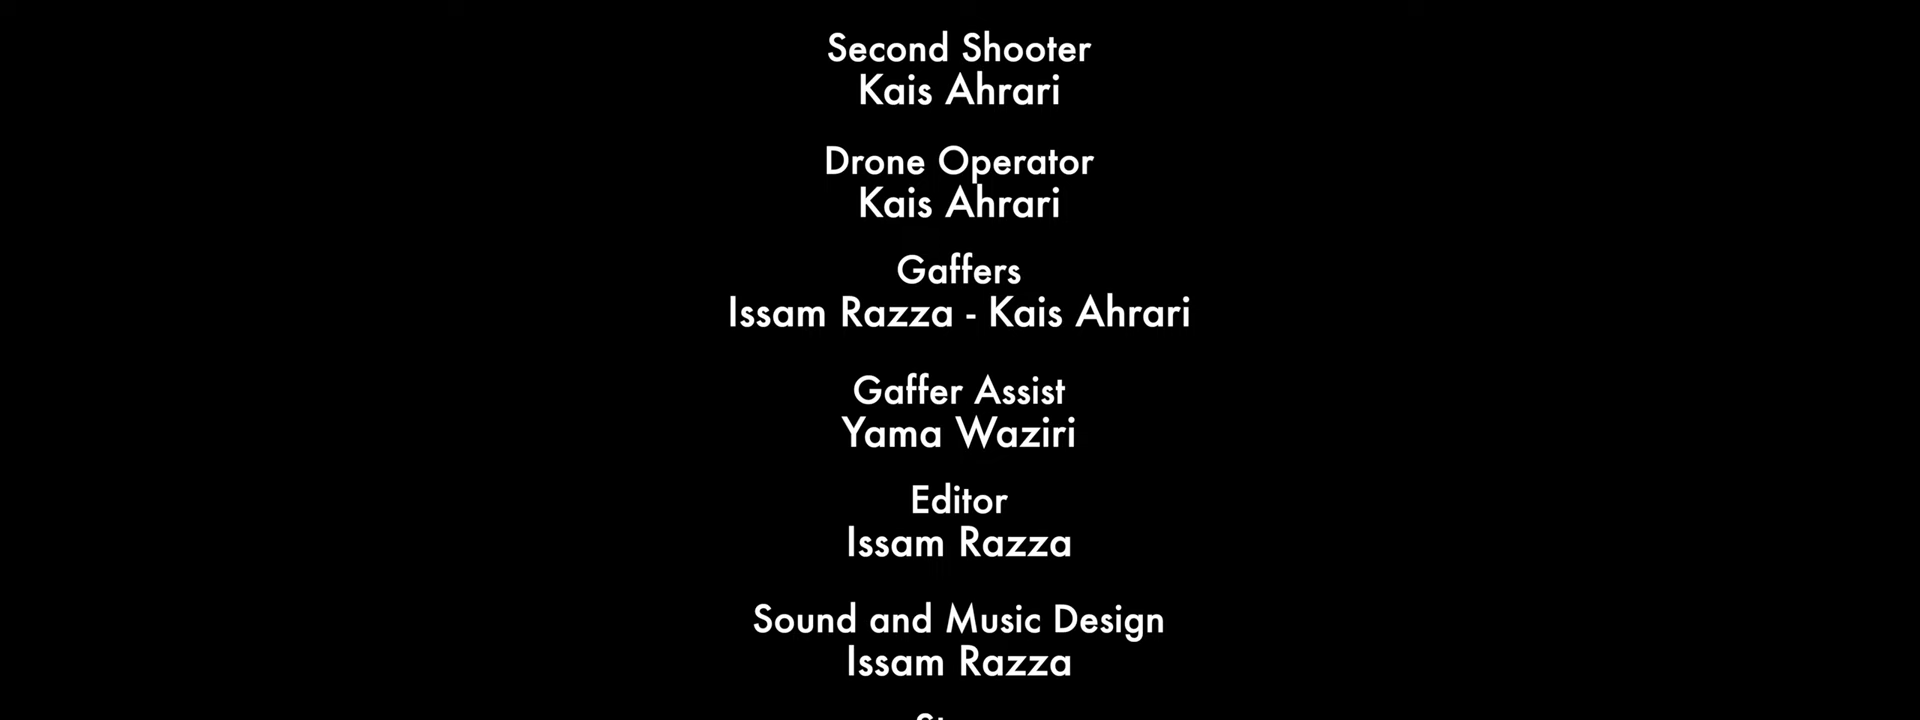 Second Shooter
Kais Ahrari
Drone Operator
Kais Ahrari
Gaffers
Issam Razza - Kais Ahrari
Gaffer Assist
Yama Waziri
Editor
Issam Razza
Sound and Music Design
Issam Razza